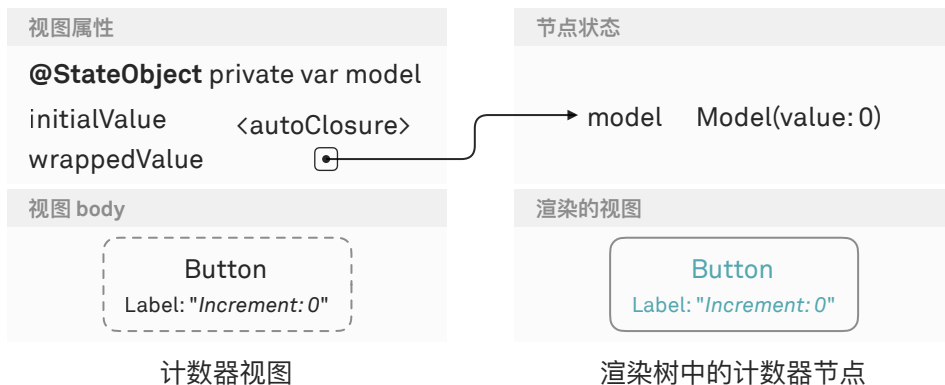 视图属性
@StateObject private var model
initialValue <autoClosure>
wrappedValue
视图 body
Button
Label: "Increment: 0"
计数器视图
节点状态
model Model(value: 0)
渲染的视图
Button
Label: "Increment: 0"
渲染树中的计数器节点